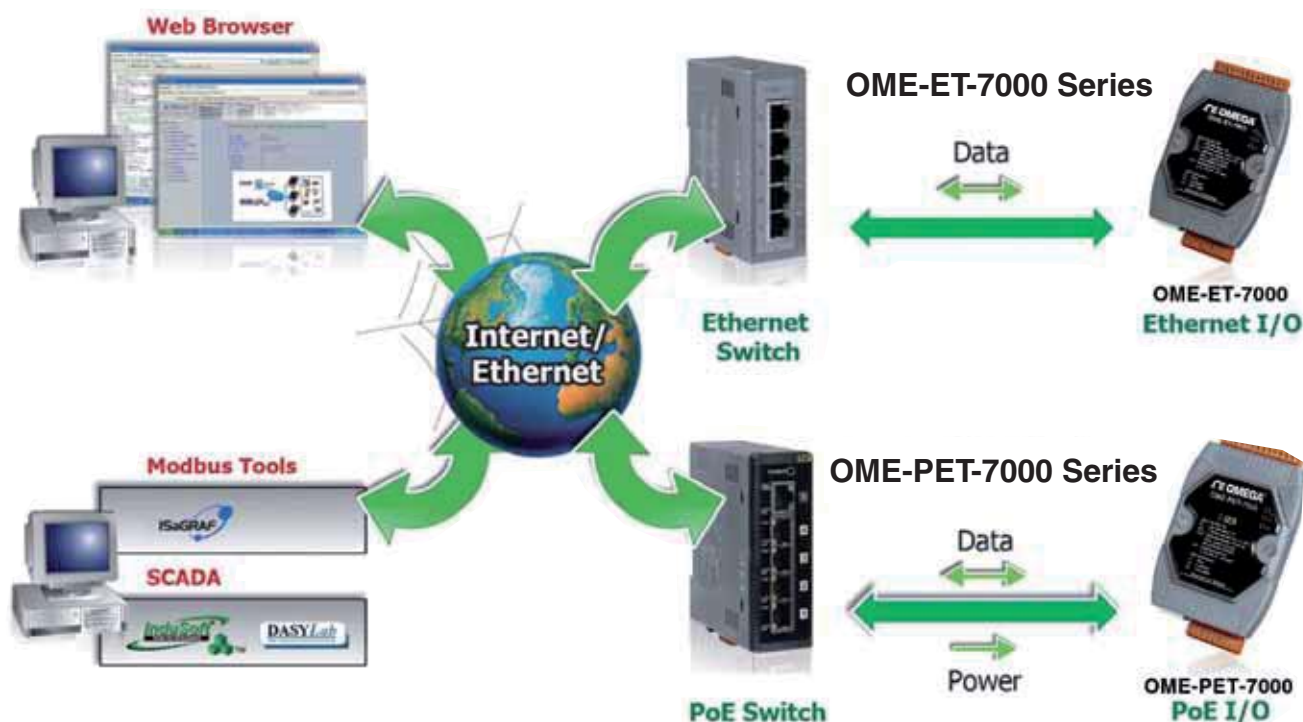 Web Browser
OME-ET-7000 Series
OMEGA
Data
OME-ET-7000
Ethernet I/O
Ethernet
Switch
Internet/
Ethernet
Modbus Tools
ISaGRAF
SCADA
InduSoft
TM
DASYLab
OME-PET-7000 Series
OMEGA
Data
Power
OME-PET-7000
PoE I/O
PoE Switch